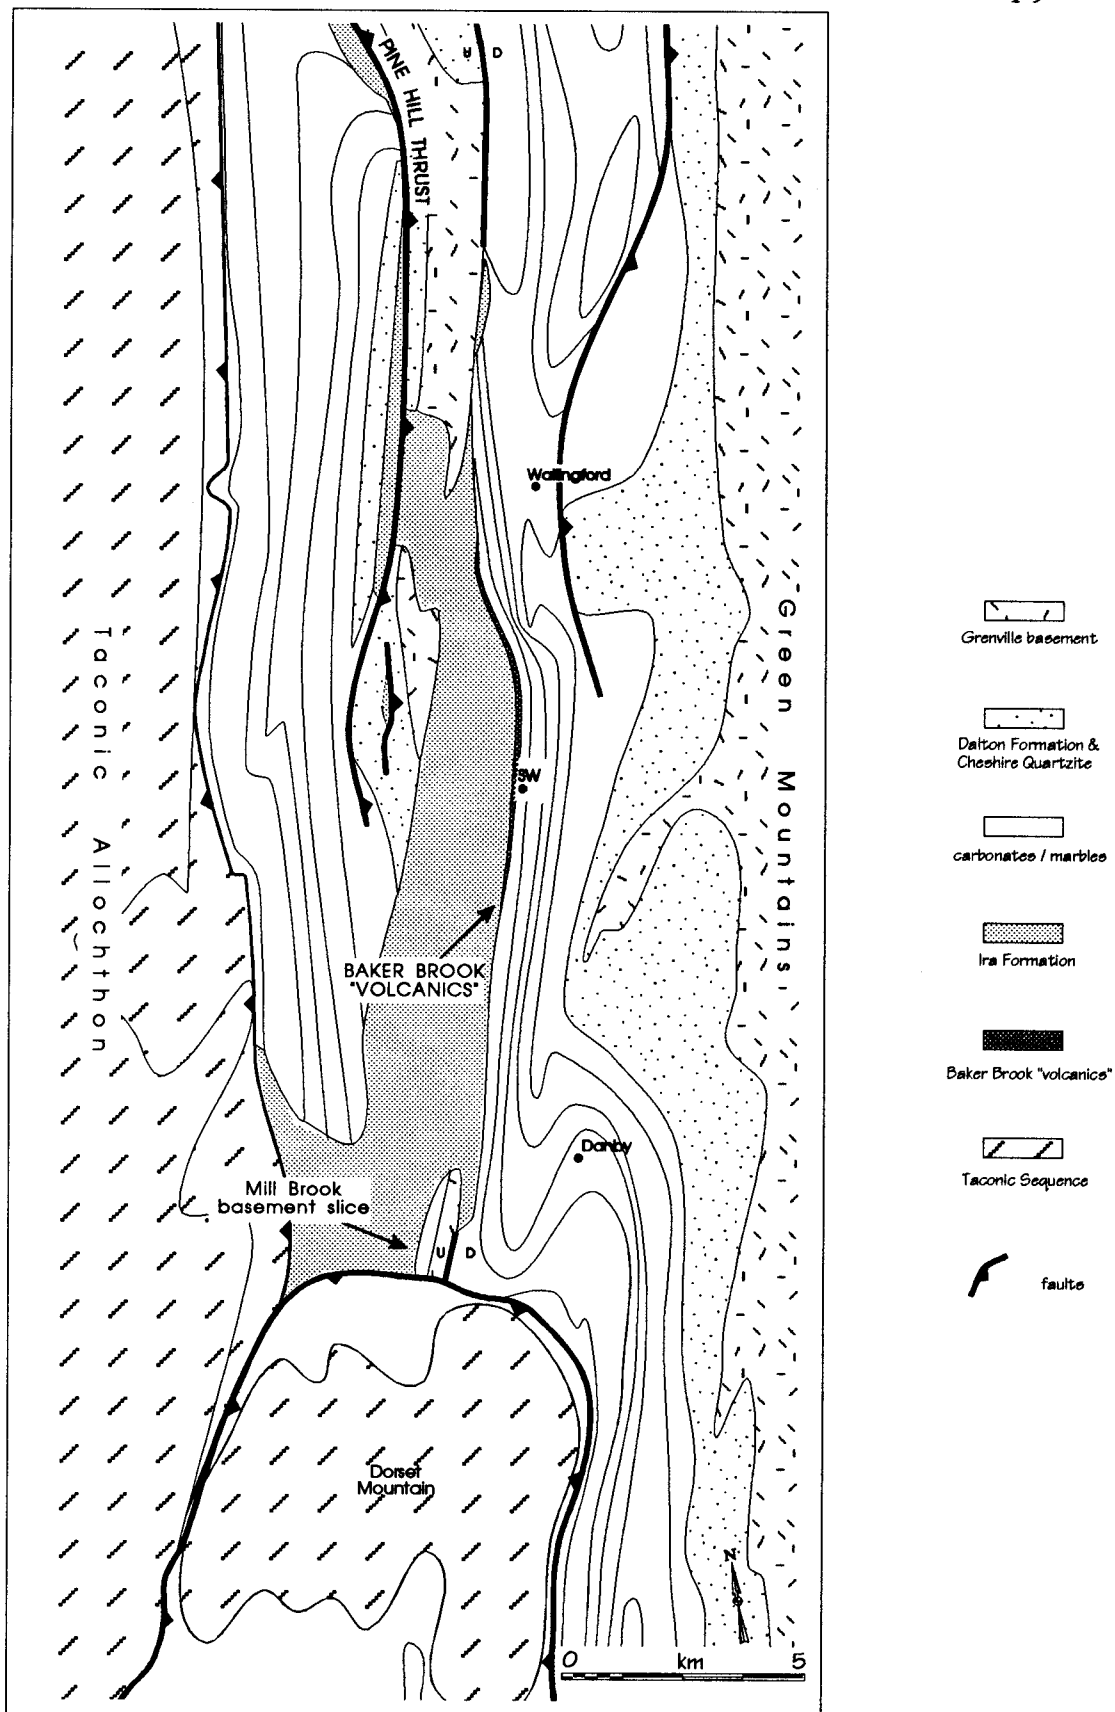 PINE HILL THRUST
U D
Wallingford
Green Mountains
Taconic Allochthon
SW
BAKER BROOK
"VOLCANICS"
Danby
Mill Brook
basement slice
U D
Dorset
Mountain
N
0 km 5
Grenville basement
Dalton Formation &
Cheshire Quartzite
carbonates / marbles
Ira Formation
Baker Brook "volcanics"
Taconic Sequence
faults